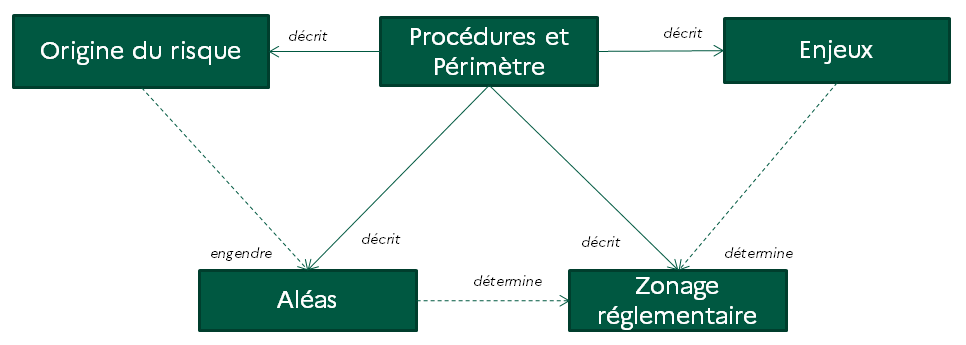 Origine du risque
décrit
Procédures et
Périmètre
décrit
Enjeux
engendre
décrit
décrit
détermine
Aléas
détermine
Zonage
réglementaire